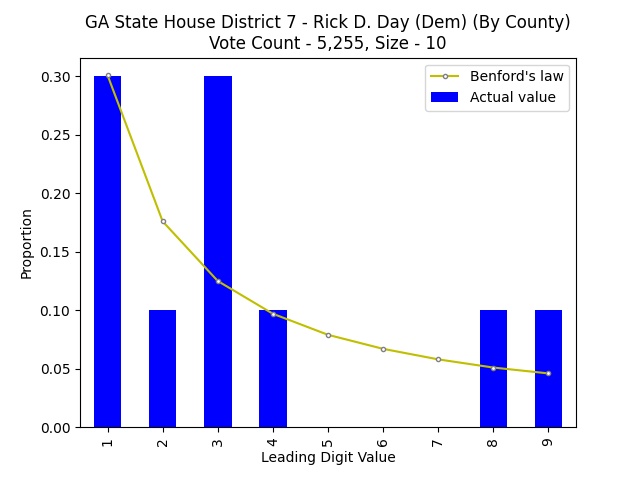 GA State House District 7 - Rick D. Day (Dem) (By County)
Vote Count - 5,255, Size - 10
Benford's law
Actual value
Proportion
0.30
0.25
0.20
0.15
0.10
0.05
0.00
1 2 3 4 5 6 7 8 9
Leading Digit Value